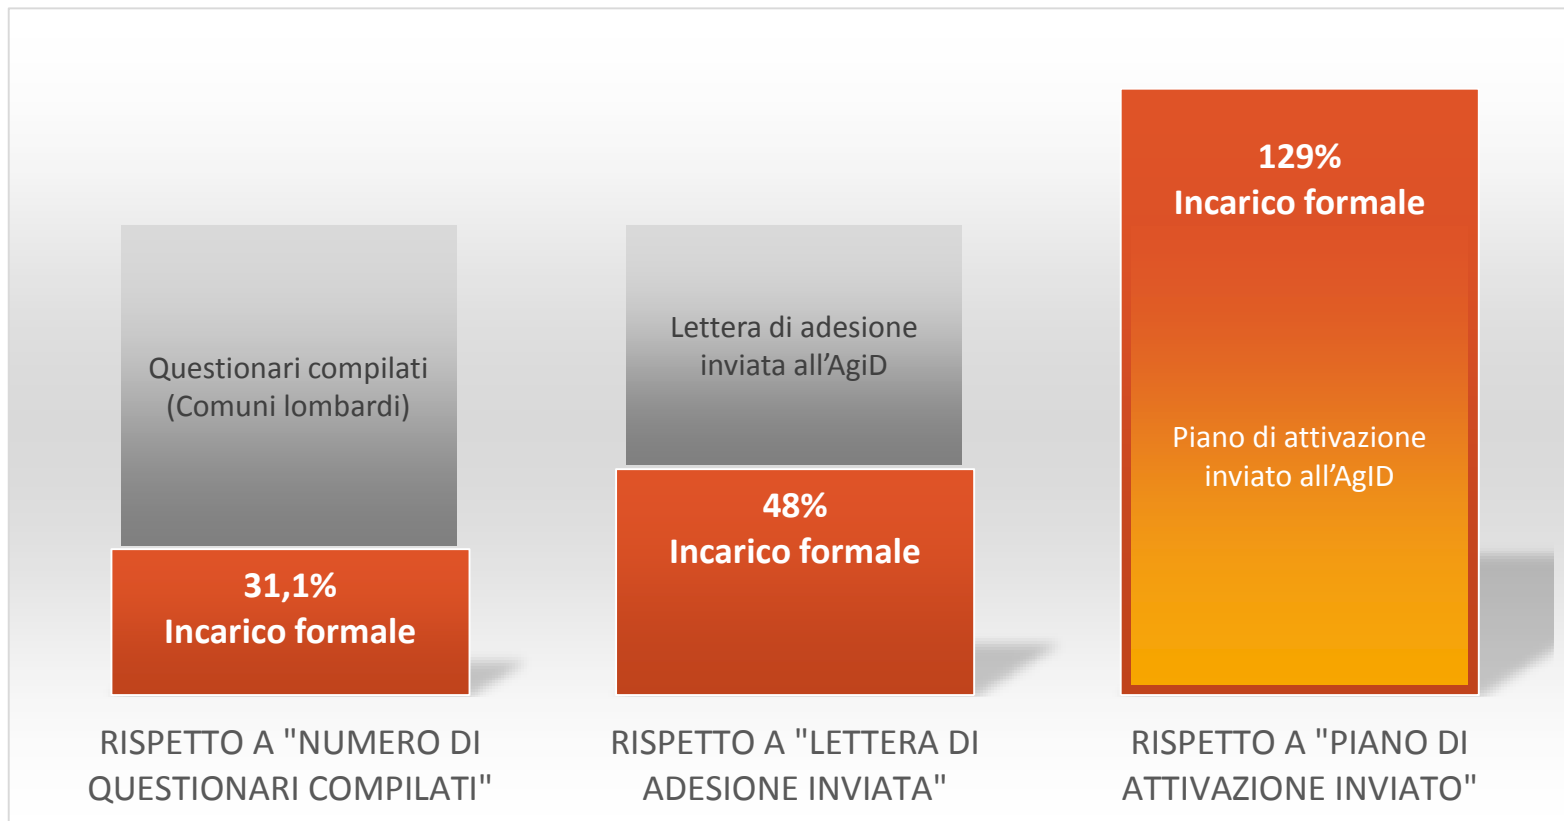 129%
Incarico formale
Questionari compilati
(Comuni lombardi)
Lettera di adesione
inviata all’AgiD
Piano di attivazione
inviato all’AgID
31,1%
Incarico formale
48%
Incarico formale
RISPETTO A "NUMERO DI
QUESTIONARI COMPILATI"
RISPETTO A "LETTERA DI
ADESIONE INVIATA"
RISPETTO A "PIANO DI
ATTIVAZIONE INVIATO"